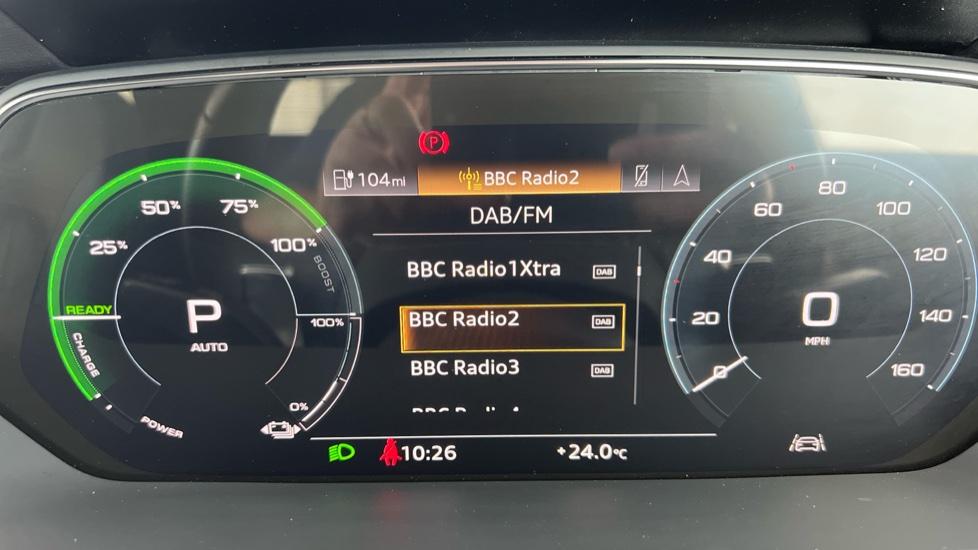 P
104mi BBC Radio2
DAB/FM
BBC Radio1Xtra DAB
BBC Radio2 DAB
BBC Radio3 DAB
25% 50% 75% 100%
BOOST
READY
100%
CHARGE
P
AUTO
0%
POWER
0 20 40 60 80 100 120 140 160
0
MPH
10:26 +24.0°C